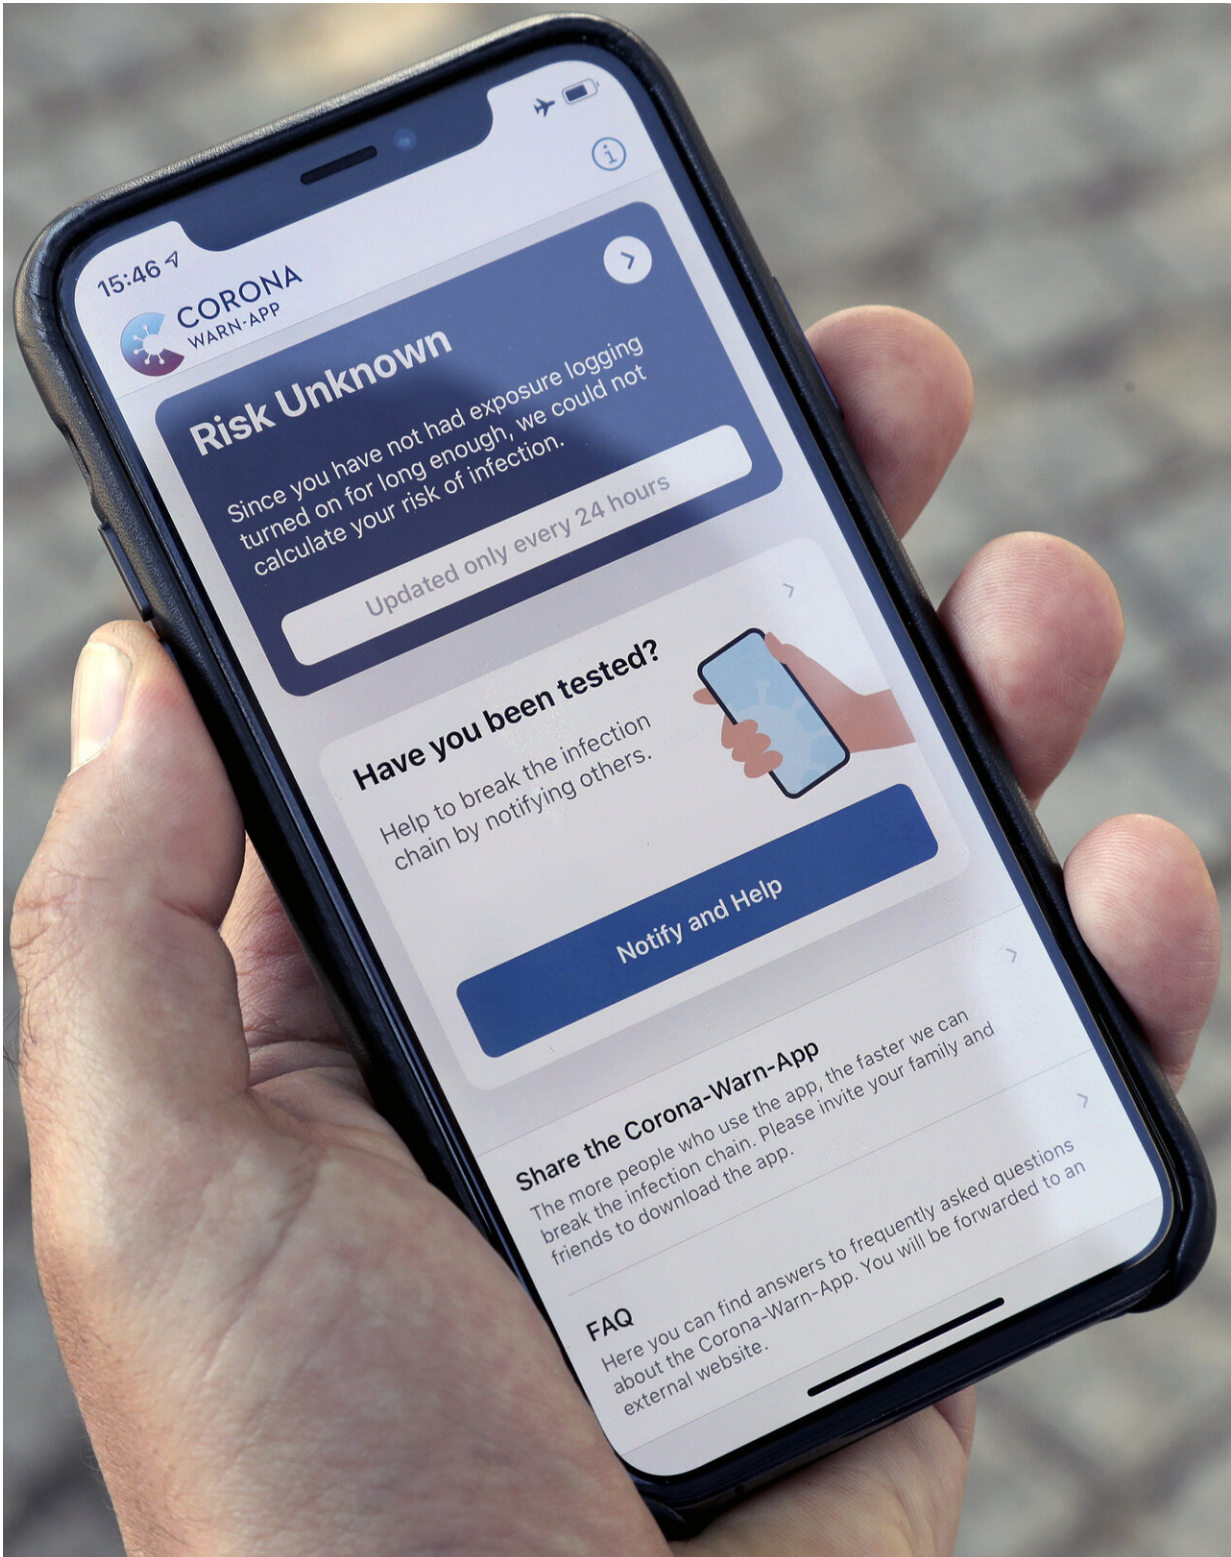 15:46
CORONA
WARN-APP
Risk Unknown
Since you have not had exposure logging
turned on for long enough, we could not
calculate your risk of infection.
Updated only every 24 hours
Have you been tested?
Help to break the infection
chain by notifying others.
Notify and Help
Share the Corona-Warn-App
The more people who use the app, the faster we can
break the infection chain. Please invite your family and
friends to download the app.
FAQ
Here you can find answers to frequently asked questions
about the Corona-Warn-App. You will be forwarded to an
external website.